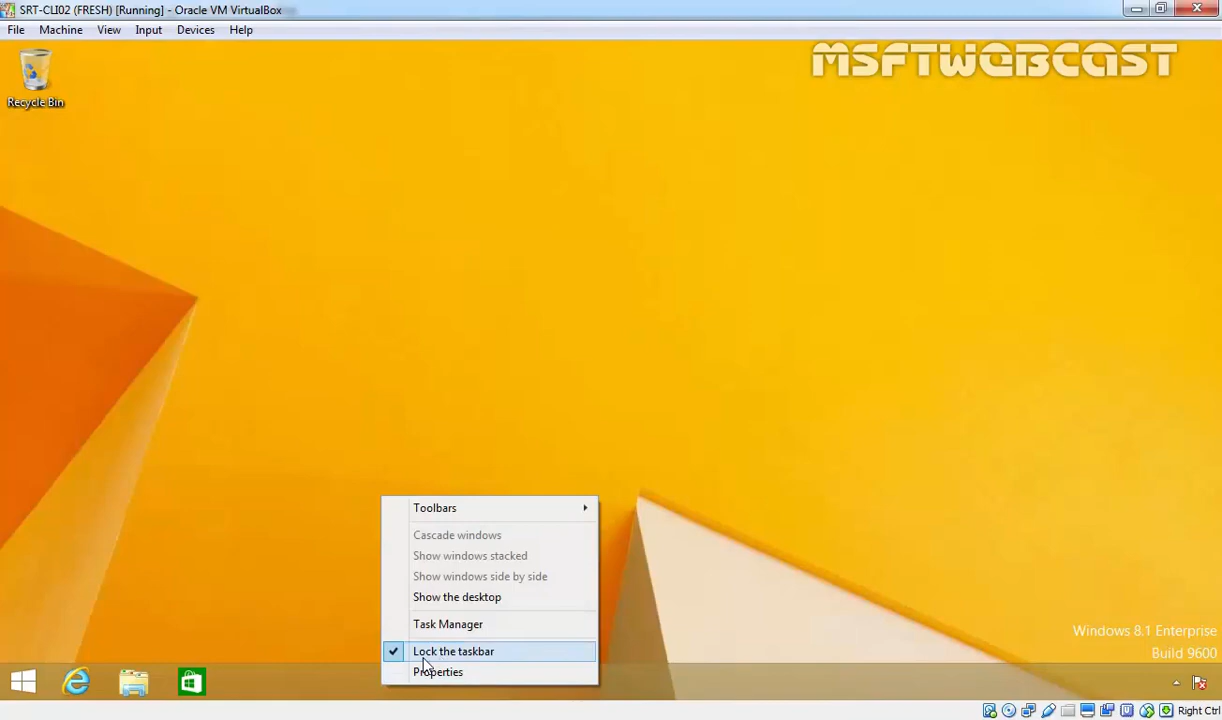 SRT-CLI02 (FRESH) [Running] - Oracle VM VirtualBox
File Machine View Input Devices Help
MSFTWEBCAST
Recycle Bin
Toolbars
Cascade windows
Show windows stacked
Show windows side by side
Show the desktop
Task Manager
Lock the taskbar
Properties
Windows 8.1 Enterprise
Build 9600
Right Ctrl